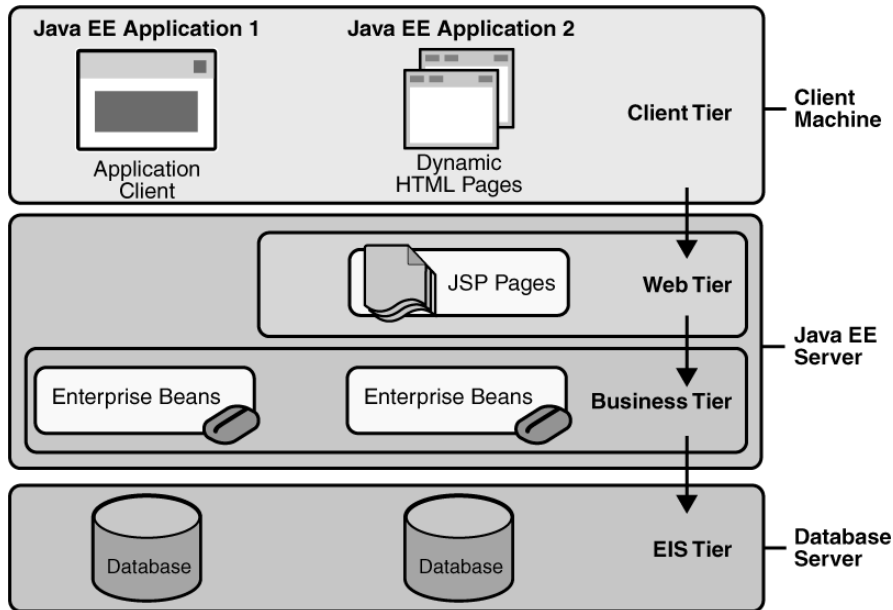 Java EE Application 1
Java EE Application 2
Application
Client
Dynamic
HTML Pages
Client Tier
Client
Machine
JSP Pages
Web Tier
Java EE
Server
Enterprise Beans
Enterprise Beans
Business Tier
Database
Database
EIS Tier
Database
Server